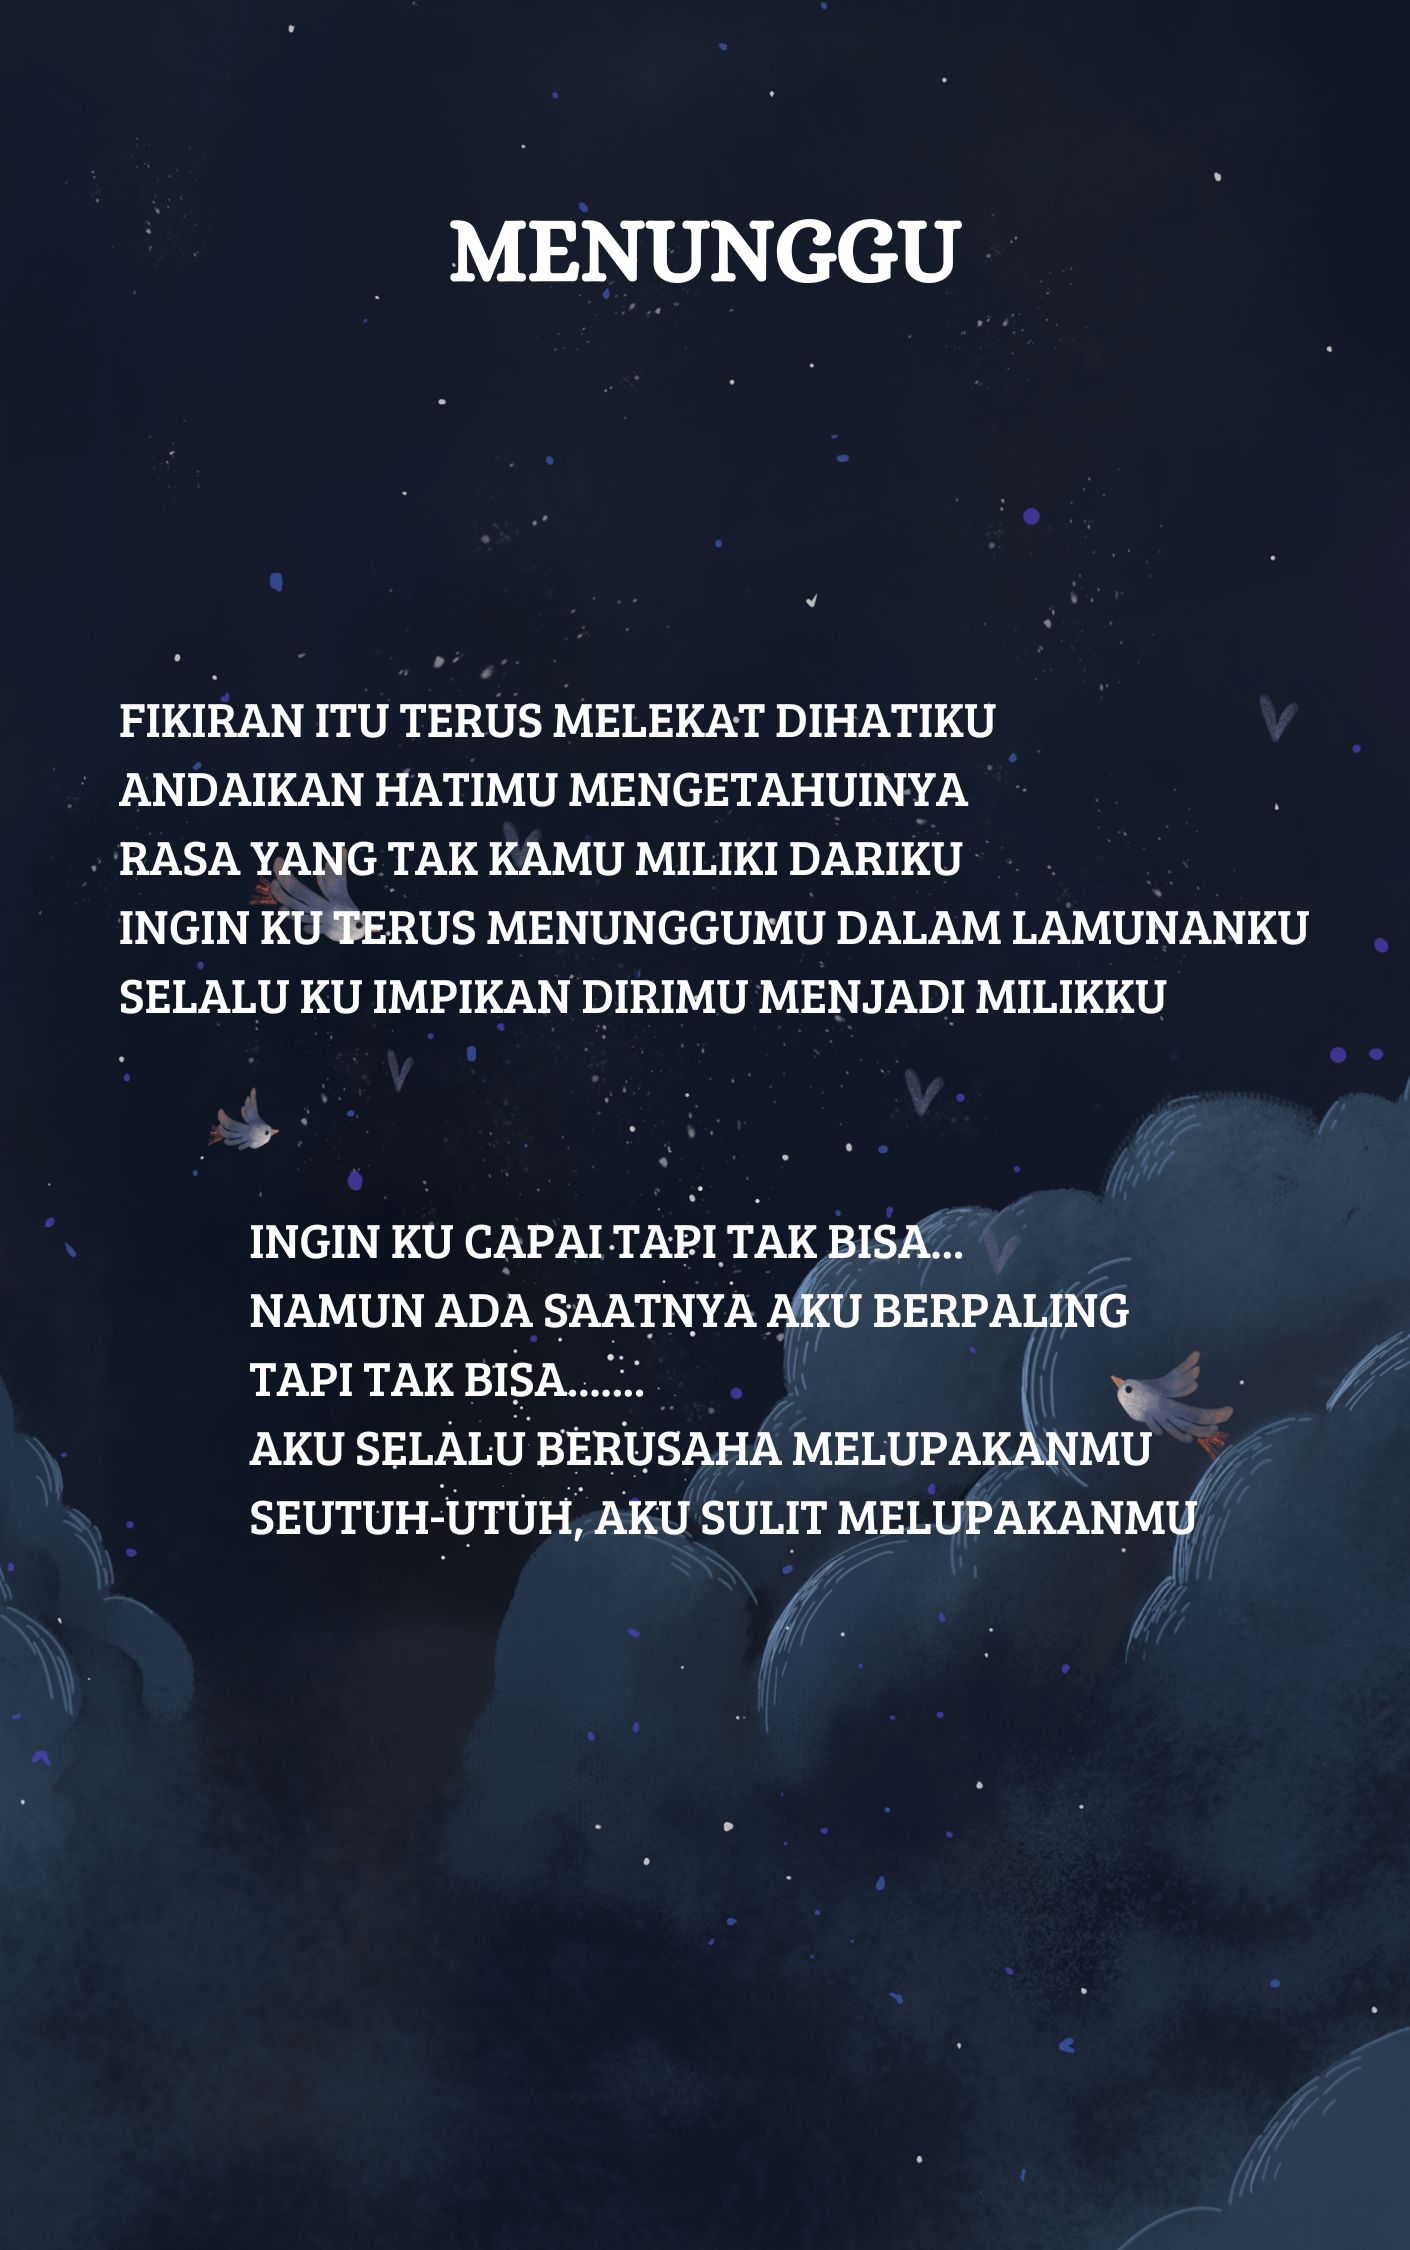 MENUNGGU
FIKIRAN ITU TERUS MELEKAT DIHATIKU
ANDAIKAN HATIMU MENGETAHUINYA
RASA YANG TAK KAMU MILIKI DARIKU
INGIN KU TERUS MENUNGGUMU DALAM LAMUNANKU
SELALU KU IMPIKAN DIRIMU MENJADI MILIKKU
INGIN KU CAPAI TAPI TAK BISA...
NAMUN ADA SAATNYA AKU BERPALING
TAPI TAK BISA.......
AKU SELALU BERUSAHA MELUPAKANMU
SEUTUH-UTUH, AKU SULIT MELUPAKANMU